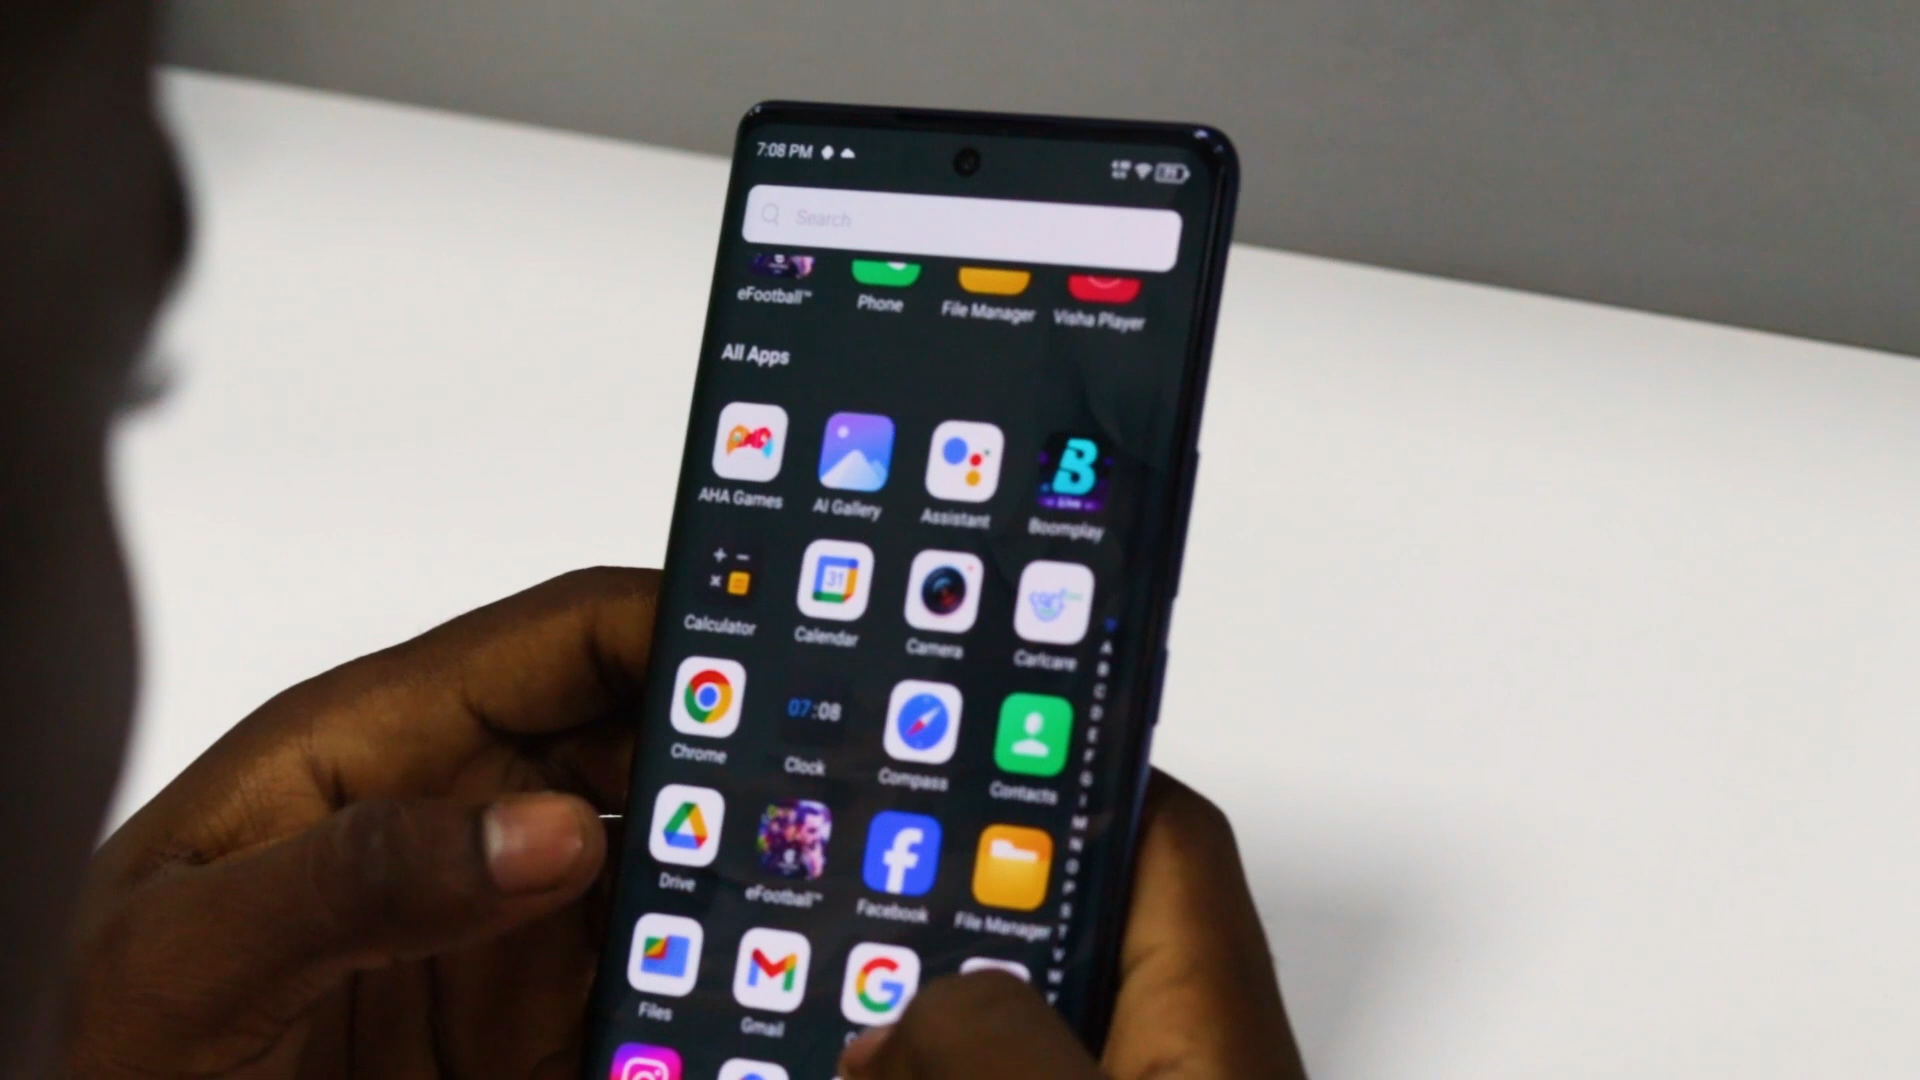 7:08 PM
Search
eFootball™ Phone File Manager Visha Player
All Apps
AHA Games AI Gallery Assistant Boomplay
31
Calculator Calendar Camera Carlcare
07:08
Chrome Clock Compass Contacts
Drive eFootball™ Facebook File Manager
Files Gmail
A
B
C
D
E
F
G
I
M
N
O
P
S
T
V
W
Y